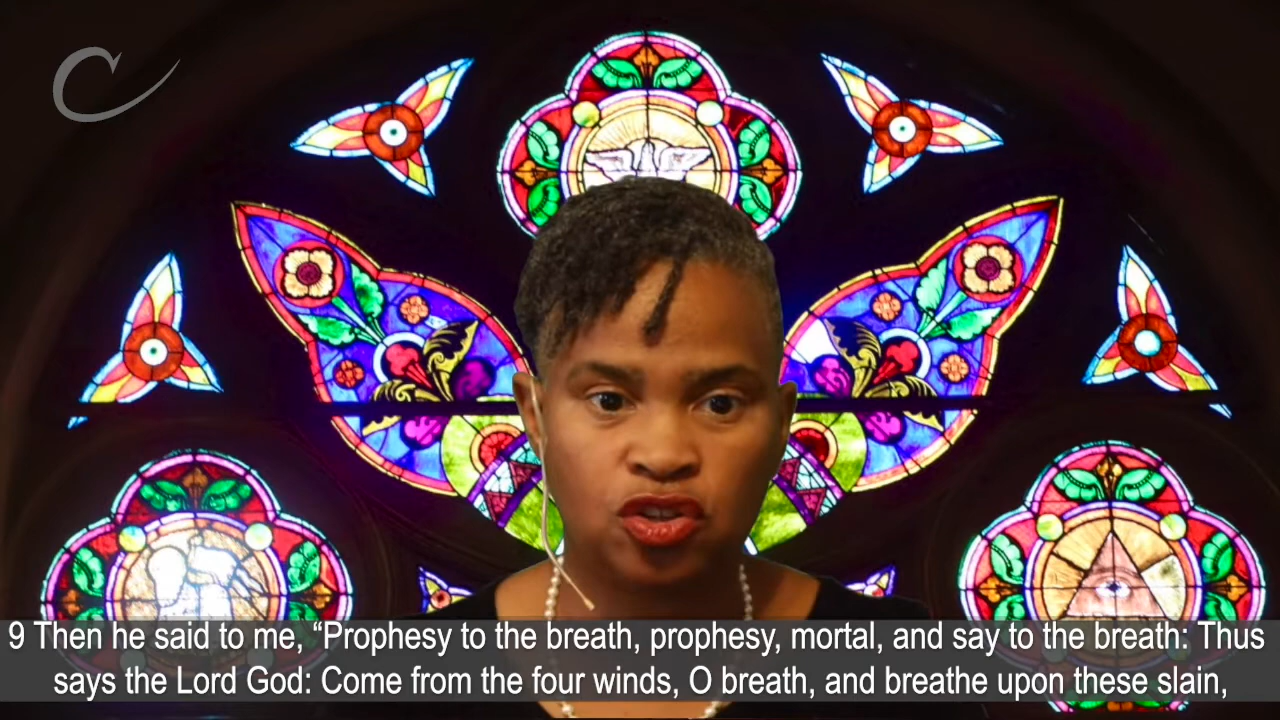 9 Then he said to me, “Prophesy to the breath, prophesy, mortal, and say to the breath: Thus
says the Lord God: Come from the four winds, O breath, and breathe upon these slain,